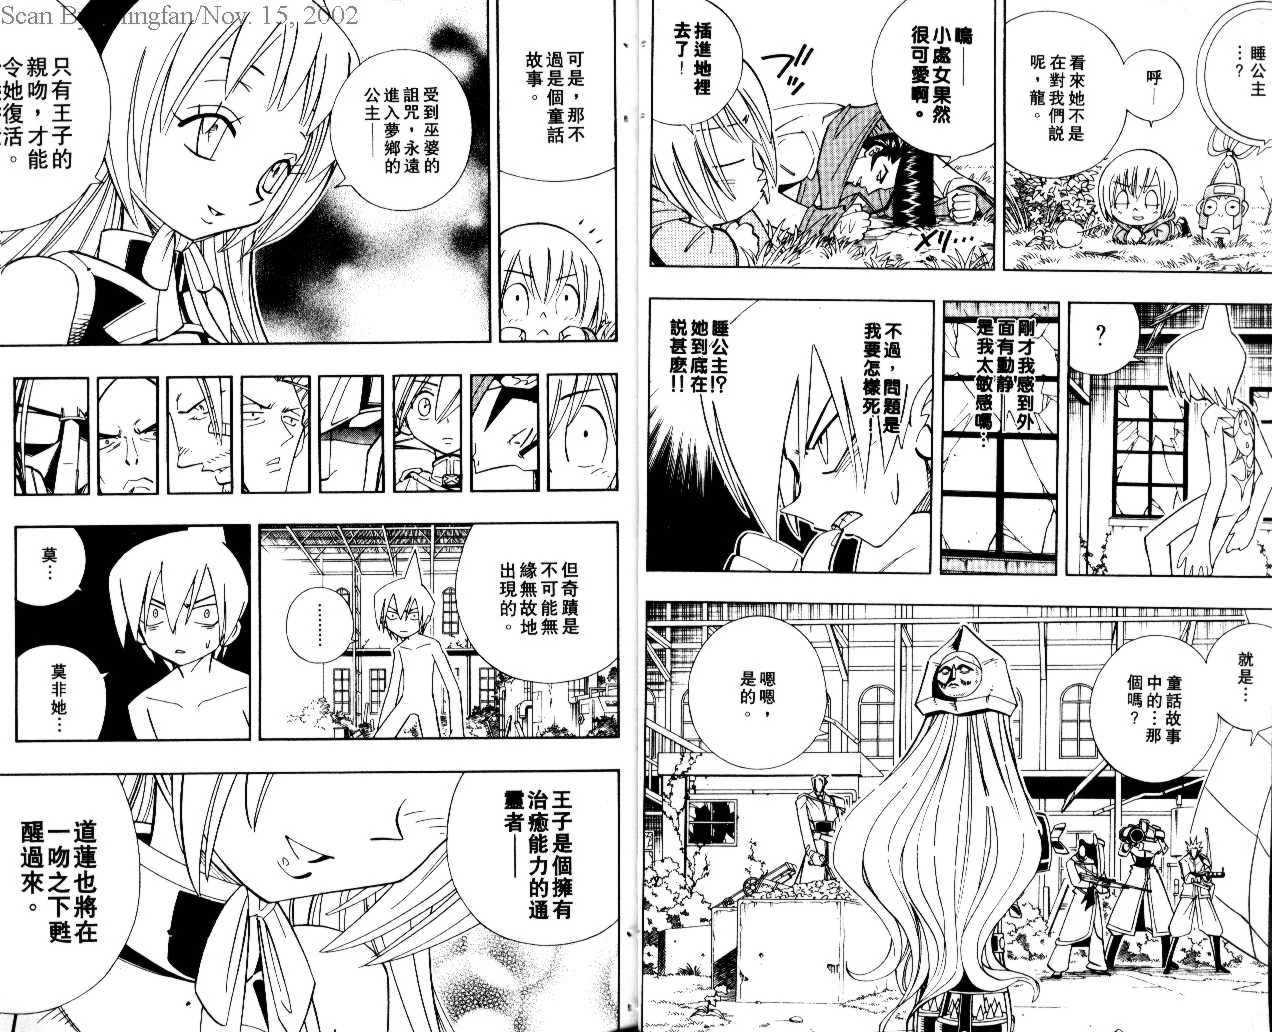 Scan By
ingfan/Nov. 15, 2002
睡公主
…?
呼—
看來她不是
在對我們說
呢，龍。
嗚——
小處女果然
很可愛啊。
插進地裡
去了！
メリ…
？
剛才我感到外
面有動靜…
是我太敏感嗎…
不過，問題是
我要怎樣死！
睡公主!?
她到底在
說甚麼!!
就是…
童話故事
中的…那
個嗎？
嗯嗯，
是的。
可是，那不
過是個童話
故事。
受到巫婆的
詛咒，永遠
進入夢鄉的
公主——
只有王子的
親吻，才能
令她復活。
但奇蹟是
不可能無
緣無故地
出現的。
………
莫…
莫非她…
王子是個擁有
治癒能力的通
靈者——
道蓮也將在
一吻之下甦
醒過來。